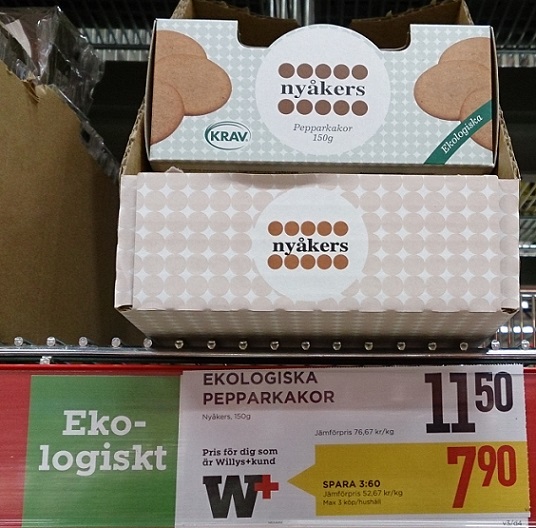 nyåkers
KRAV
Pepparkakor
150g
Ekologiska
nyåkers
Eko-
logiskt
EKOLOGISKA
PEPPARKAKOR
Nyåkers, 150g
Jämförpris 76,67 kr/kg
11 50
Pris för dig som
är Willys+kund
W+
SPARA 3:60
Jämförpris 52,67 kr/kg
Max 3 köp/hushåll
7 90
v3/d4